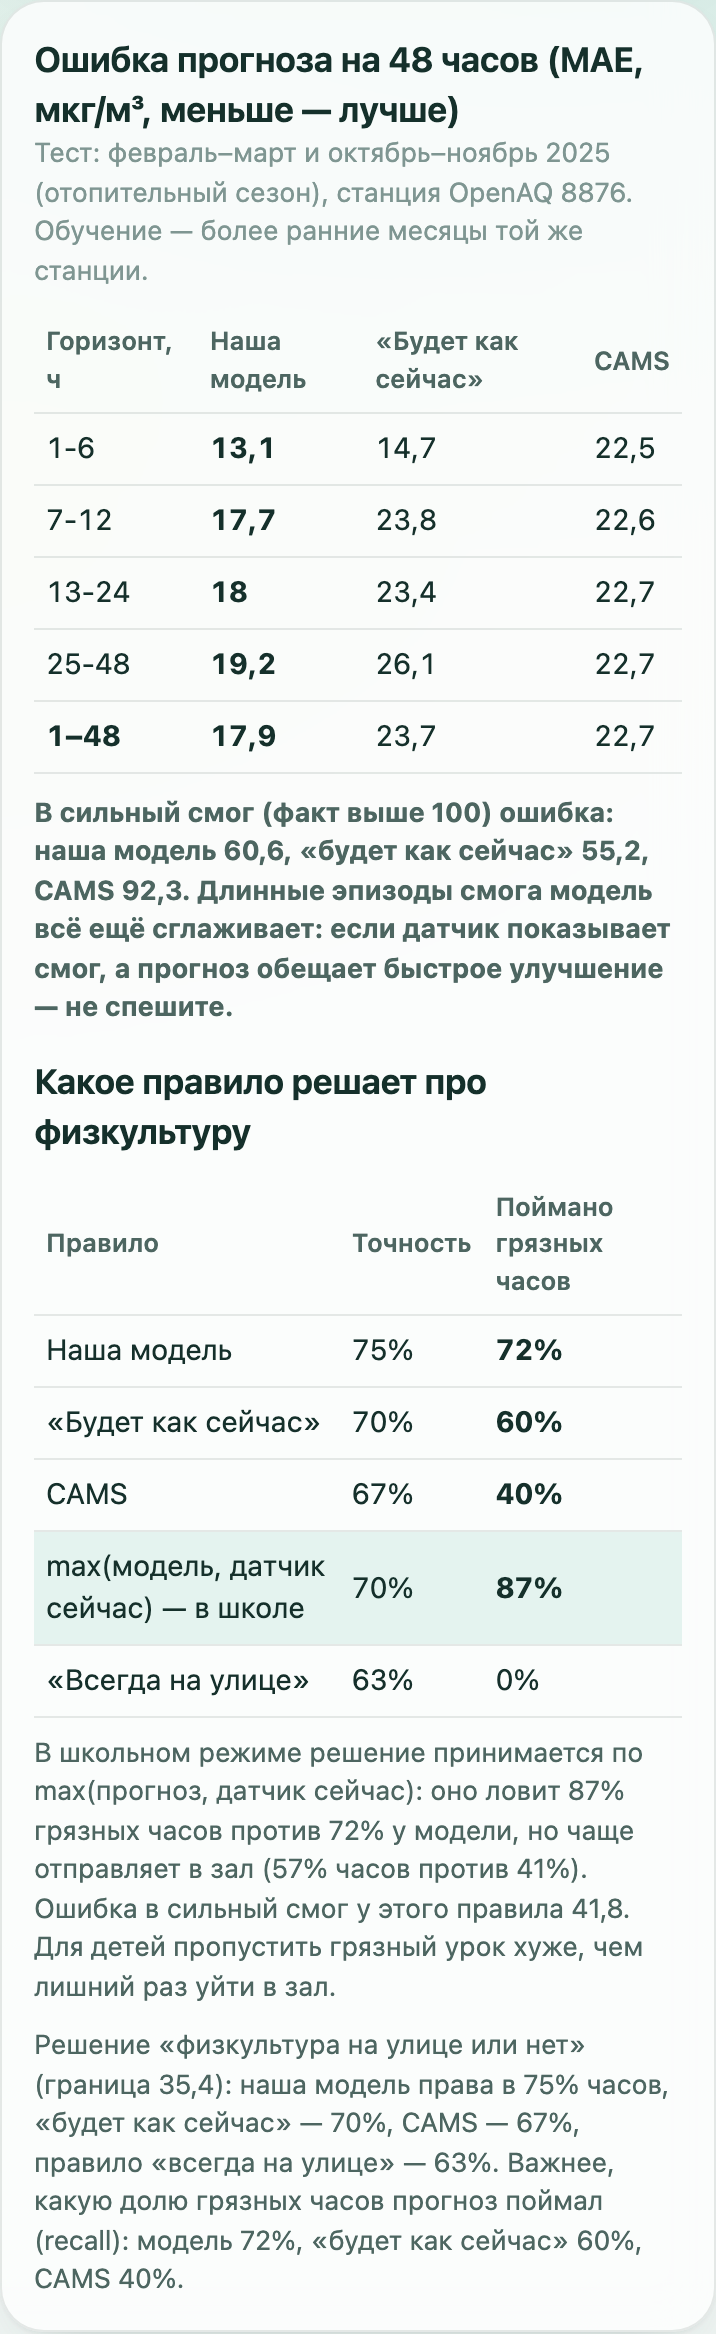 Ошибка прогноза на 48 часов (MAE,
мкг/м³, меньше — лучше)
Тест: февраль–март и октябрь–ноябрь 2025
(отопительный сезон), станция OpenAQ 8876.
Обучение — более ранние месяцы той же
станции.
Горизонт, ч Наша модель «Будет как сейчас» CAMS
1-6 13,1 14,7 22,5
7-12 17,7 23,8 22,6
13-24 18 23,4 22,7
25-48 19,2 26,1 22,7
1–48 17,9 23,7 22,7
В сильный смог (факт выше 100) ошибка:
наша модель 60,6, «будет как сейчас» 55,2,
CAMS 92,3. Длинные эпизоды смога модель
всё ещё сглаживает: если датчик показывает
смог, а прогноз обещает быстрое улучшение
— не спешите.
Какое правило решает про
физкультуру
Правило Точность Поймано грязных часов
Наша модель 75% 72%
«Будет как сейчас» 70% 60%
CAMS 67% 40%
max(модель, датчик сейчас) — в школе 70% 87%
«Всегда на улице» 63% 0%
В школьном режиме решение принимается по
max(прогноз, датчик сейчас): оно ловит 87%
грязных часов против 72% у модели, но чаще
отправляет в зал (57% часов против 41%).
Ошибка в сильный смог у этого правила 41,8.
Для детей пропустить грязный урок хуже, чем
лишний раз уйти в зал.
Решение «физкультура на улице или нет»
(граница 35,4): наша модель права в 75% часов,
«будет как сейчас» — 70%, CAMS — 67%,
правило «всегда на улице» — 63%. Важнее,
какую долю грязных часов прогноз поймал
(recall): модель 72%, «будет как сейчас» 60%,
CAMS 40%.